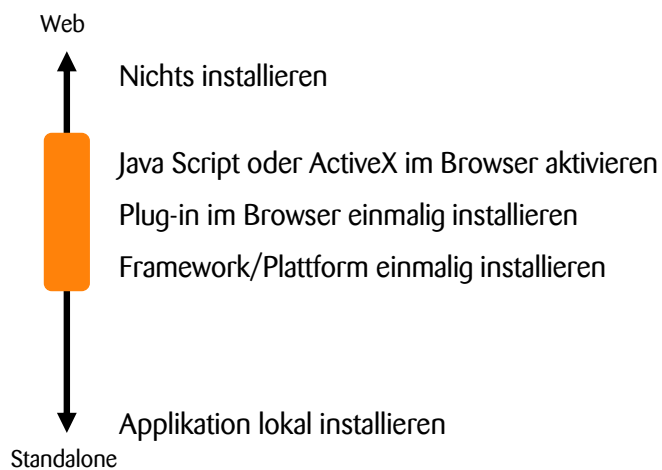 Web
Nichts installieren
Java Script oder ActiveX im Browser aktivieren
Plug-in im Browser einmalig installieren
Framework/Plattform einmalig installieren
Applikation lokal installieren
Standalone